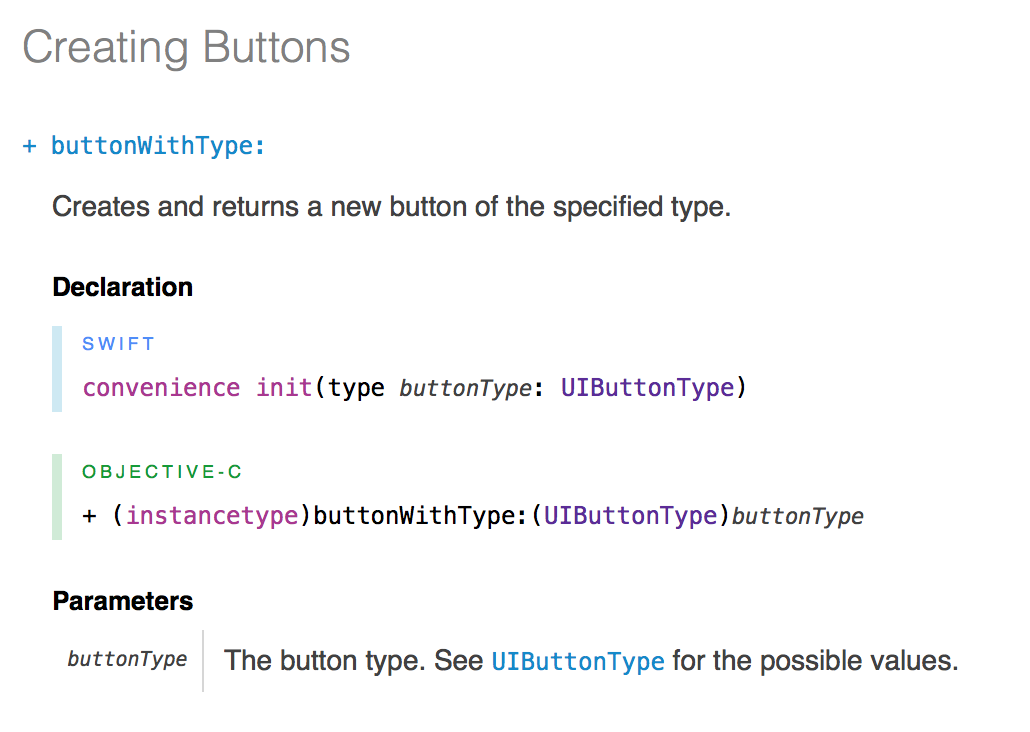 Creating Buttons
+ buttonWithType:
Creates and returns a new button of the specified type.
Declaration
SWIFT
convenience init(type buttonType: UIButtonType)
OBJECTIVE-C
+ (instancetype)buttonWithType:(UIButtonType)buttonType
Parameters
buttonType The button type. See UIButtonType for the possible values.